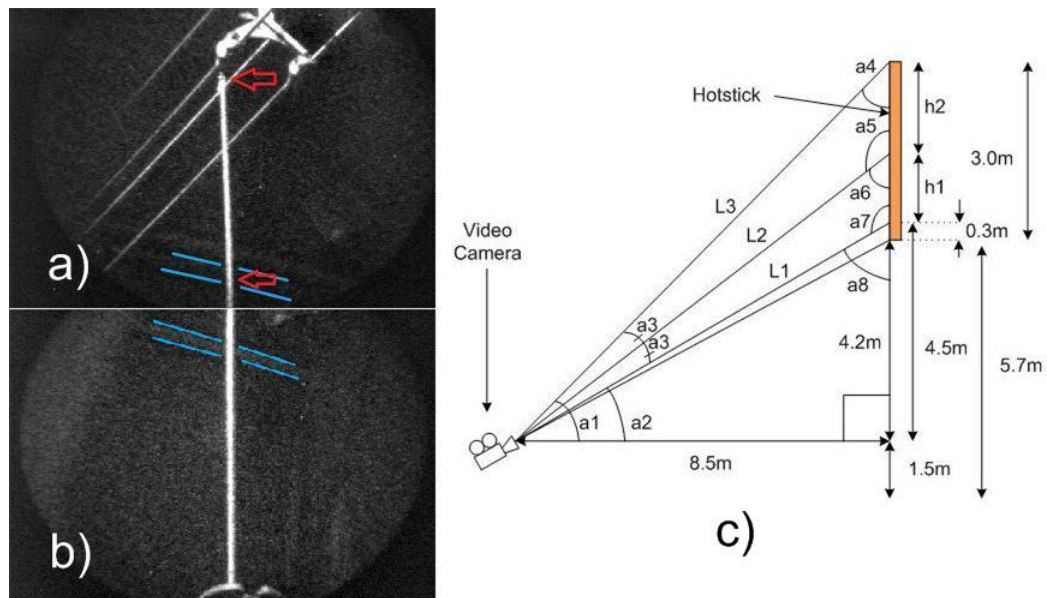 a)
b)
c)
Video
Camera
Hotstick
L3
L2
L1
a4
a5
a6
a7
a8
a3
a3
a1
a2
h2
h1
3.0m
0.3m
4.2m
4.5m
5.7m
8.5m
1.5m